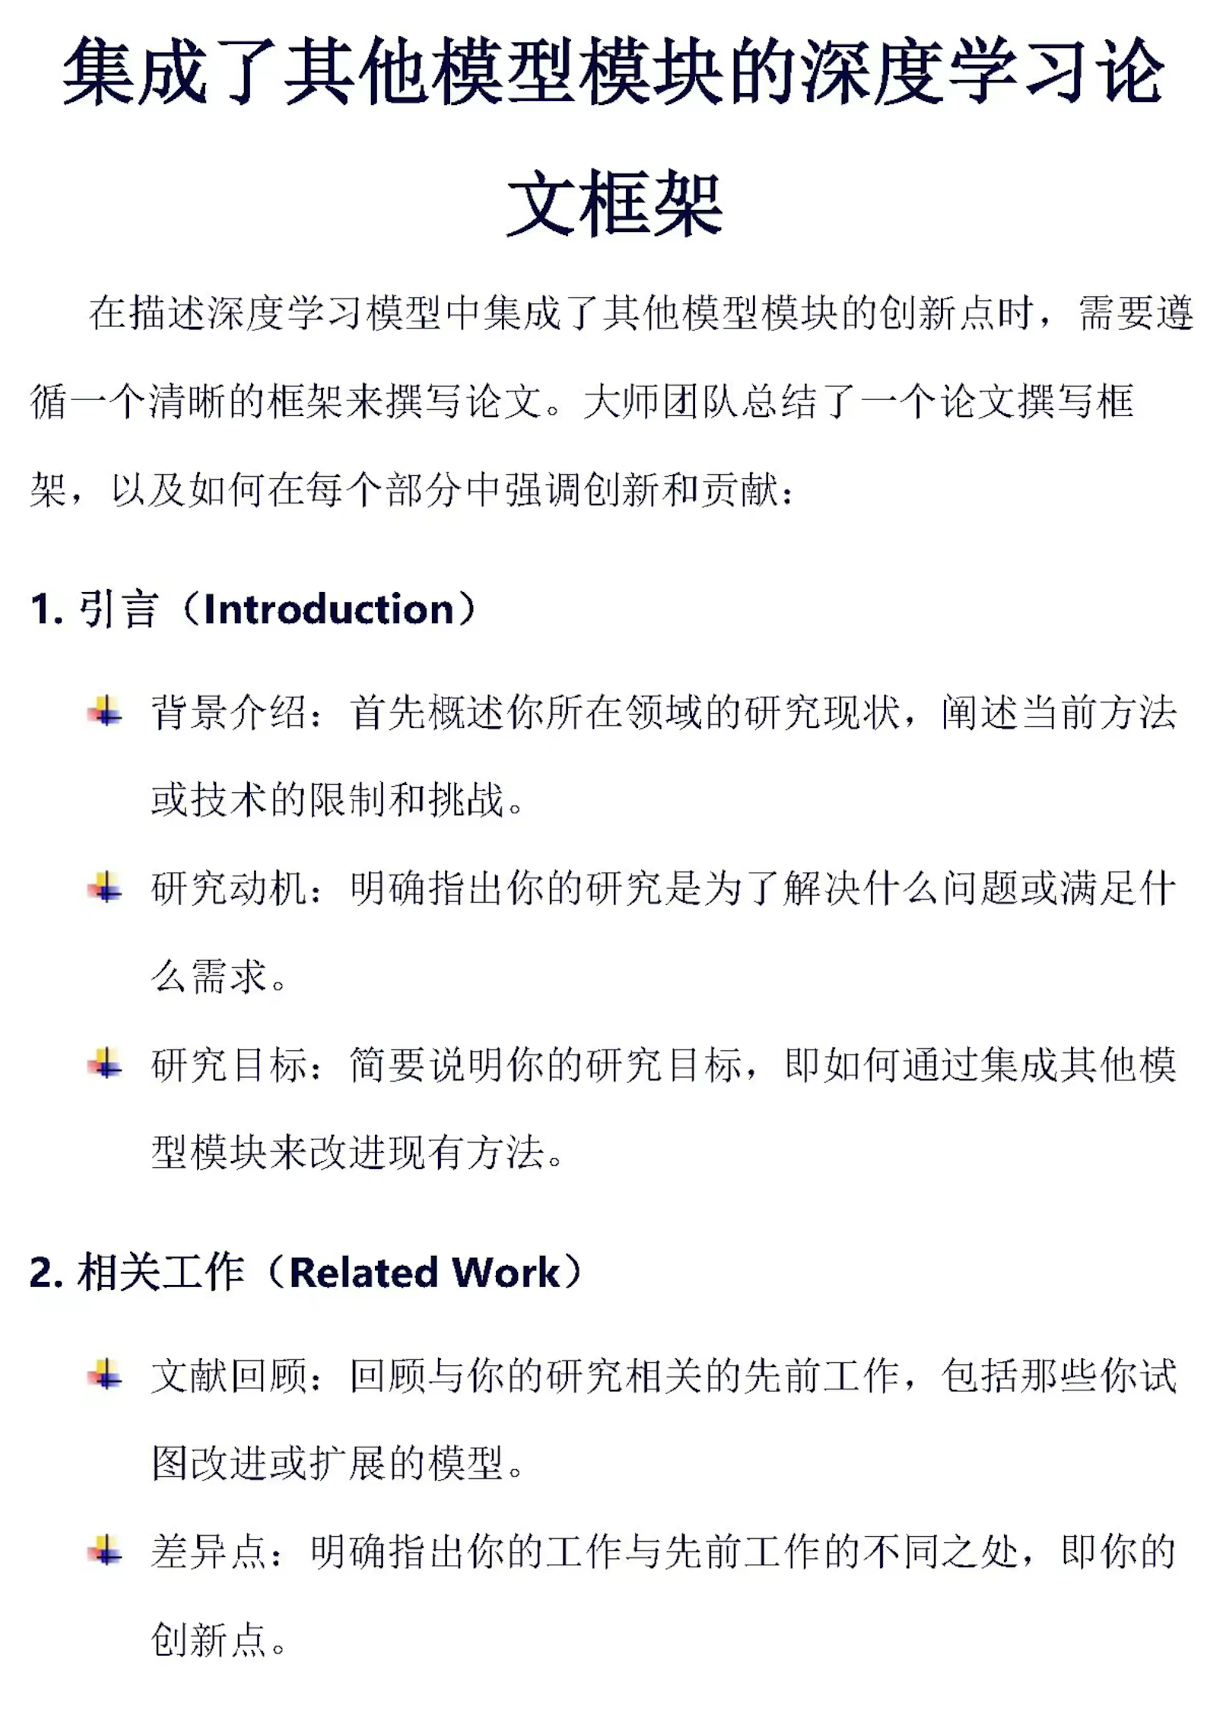 集成了其他模型模块的深度学习论
文框架
在描述深度学习模型中集成了其他模型模块的创新点时，需要遵
循一个清晰的框架来撰写论文。大师团队总结了一个论文撰写框
架，以及如何在每个部分中强调创新和贡献：
1. 引言（Introduction）
背景介绍：首先概述你所在领域的研究现状，阐述当前方法
或技术的限制和挑战。
研究动机：明确指出你的研究是为了解决什么问题或满足什
么需求。
研究目标：简要说明你的研究目标，即如何通过集成其他模
型模块来改进现有方法。
2. 相关工作（Related Work）
文献回顾：回顾与你的研究相关的先前工作，包括那些你试
图改进或扩展的模型。
差异点：明确指出你的工作与先前工作的不同之处，即你的
创新点。